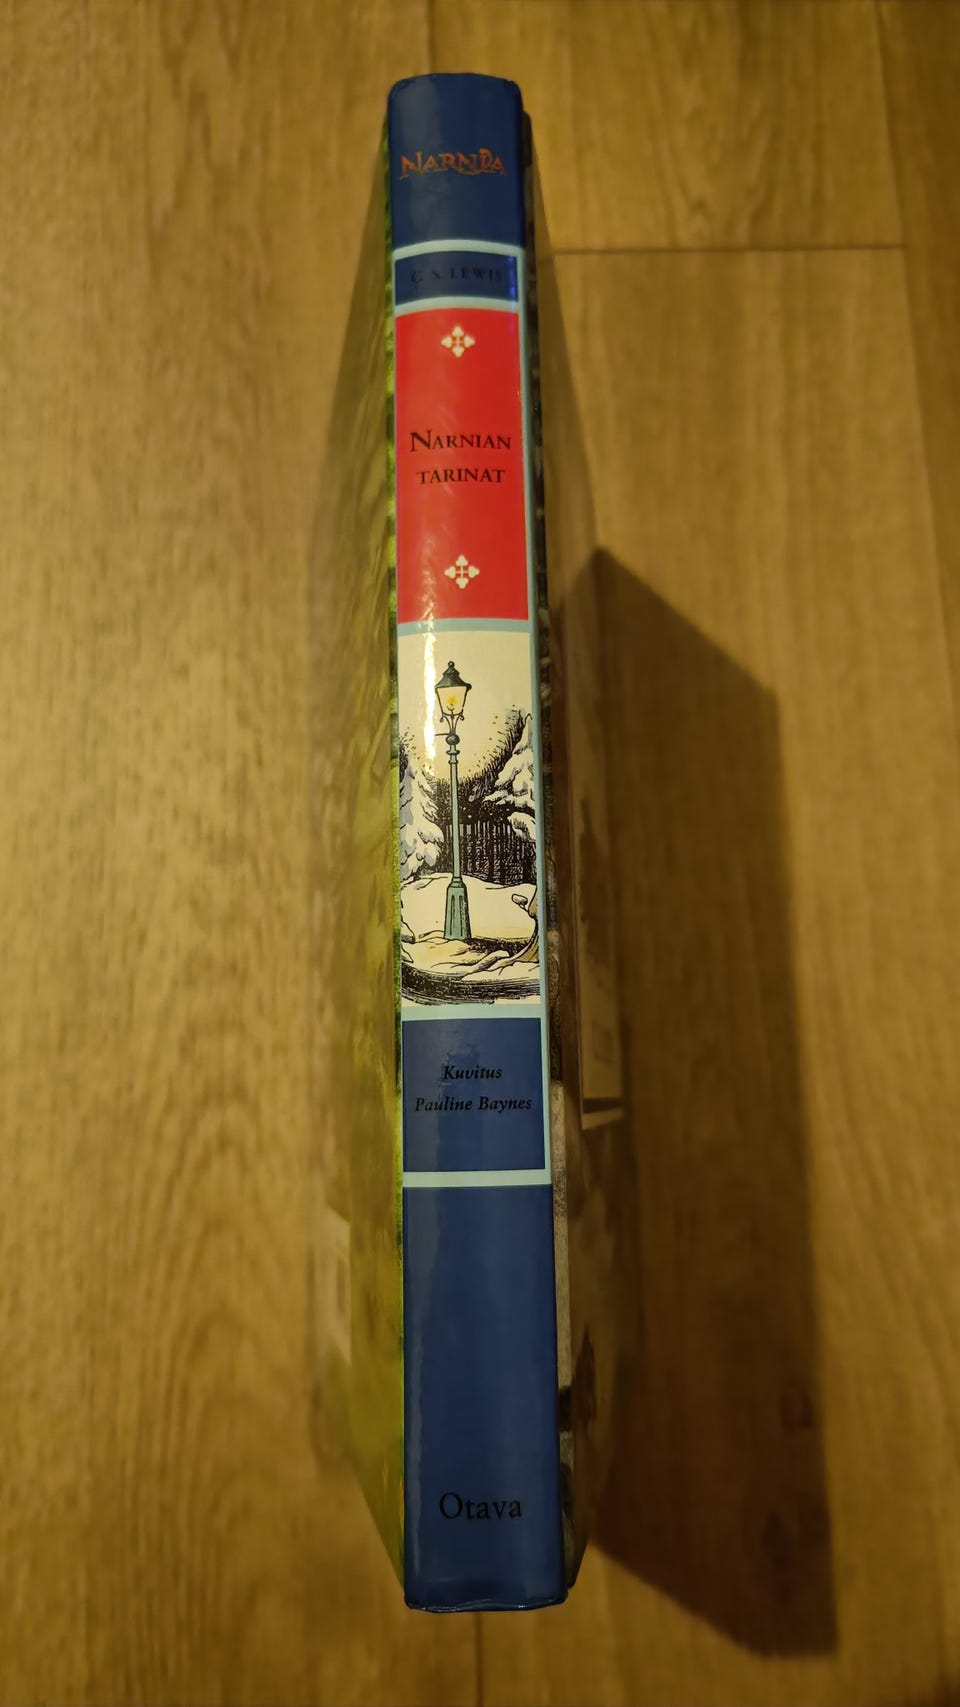 NARNIA
C. S. LEWIS
NARNIAN
TARINAT
Kuvitus
Pauline Baynes
Otava